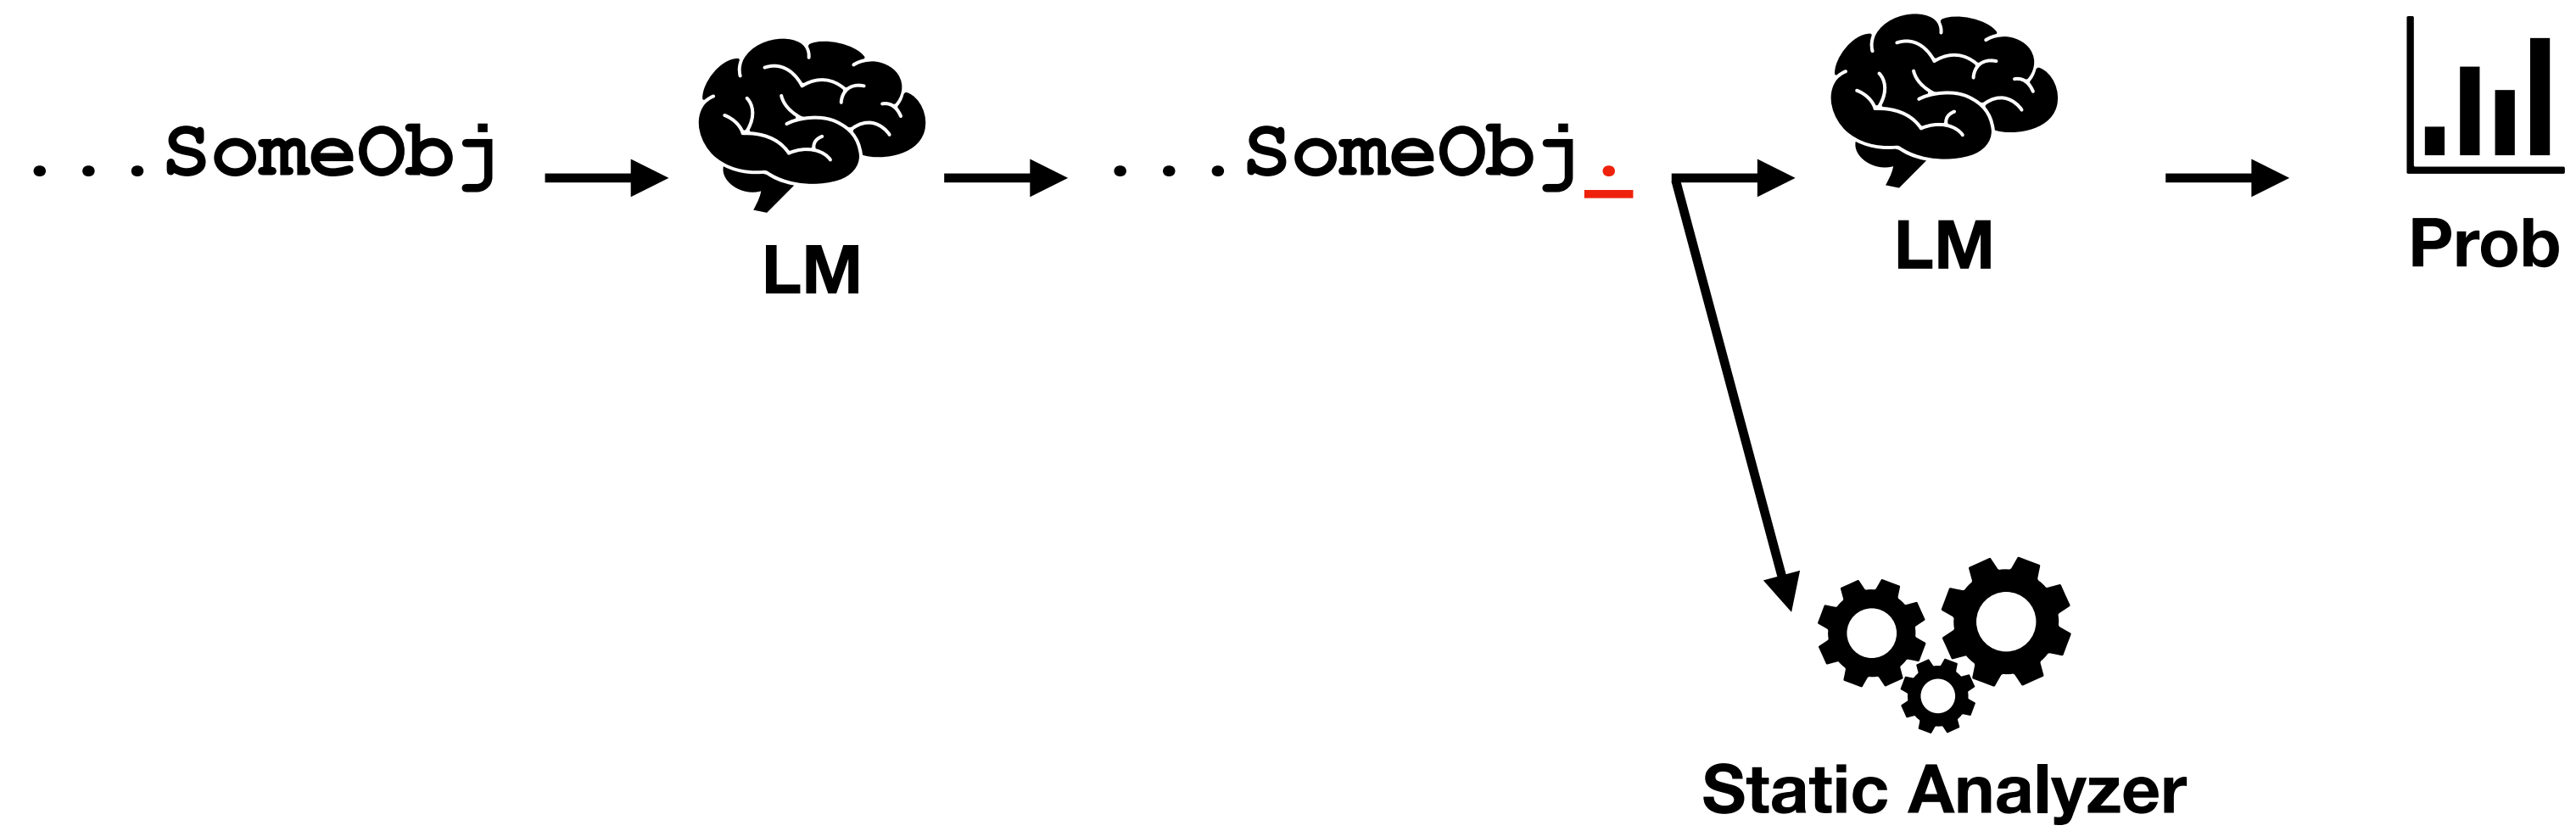 ...SomeObj
LM
...SomeObj.
LM
Prob
Static Analyzer